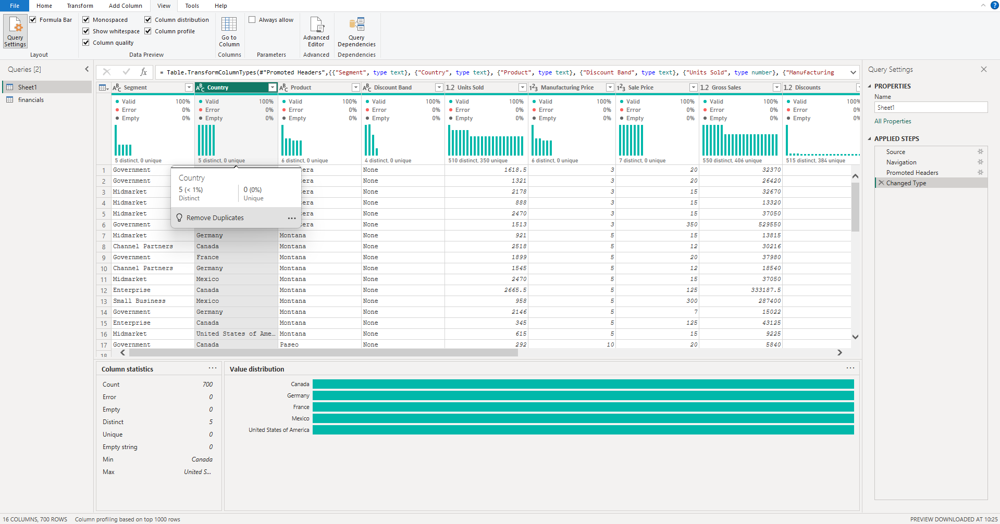 File Home Transform Add Column View Tools Help
Query Settings
Formula Bar
Layout
Monospaced
Show whitespace
Column quality
Column distribution
Column profile
Data Preview
Go to Column
Columns
Always allow
Parameters
Advanced Editor
Advanced
Query Dependencies
Dependencies
Queries [2]
Sheet1
financials
fx = Table.TransformColumnTypes(#"Promoted Headers",{{"Segment", type text}, {"Country", type text}, {"Product", type text}, {"Discount Band", type text}, {"Units Sold", type number}, {"Manufacturing
ABC Segment ABC Country ABC Product ABC Discount Band 1.2 Units Sold 123 Manufacturing Price 123 Sale Price 1.2 Gross Sales 1.2 Discounts
Valid 100% Valid 100% Valid 100% Valid 100% Valid 100% Valid 100% Valid 100% Valid 100% Valid 100%
Error 0% Error 0% Error 0% Error 0% Error 0% Error 0% Error 0% Error 0% Error 0%
Empty 0% Empty 0% Empty 0% Empty 0% Empty 0% Empty 0% Empty 0% Empty 0% Empty 0%
5 distinct, 0 unique 5 distinct, 0 unique 6 distinct, 0 unique 4 distinct, 0 unique 510 distinct, 350 unique 6 distinct, 0 unique 7 distinct, 0 unique 550 distinct, 406 unique 515 distinct, 384 unique
1 Government era None 1618.5 3 20 32370
2 Government era None 1321 3 20 26420
3 Midmarket era None 2178 3 15 32670
4 Midmarket era None 888 3 15 13320
5 Midmarket era None 2470 3 15 37050
6 Government era None 1513 3 350 529550
7 Midmarket Germany Montana None 921 5 15 13815
8 Channel Partners Canada Montana None 2518 5 12 30216
9 Government France Montana None 1899 5 20 37980
10 Channel Partners Germany Montana None 1545 5 12 18540
11 Midmarket Mexico Montana None 2470 5 15 37050
12 Enterprise Canada Montana None 2665.5 5 125 333187.5
13 Small Business Mexico Montana None 958 5 300 287400
14 Government Germany Montana None 2146 5 7 15022
15 Enterprise Canada Montana None 345 5 125 43125
16 Midmarket United States of Ame… Montana None 615 5 15 9225
17 Government Canada Paseo None 292 10 20 5840
18
Country
5 (< 1%) 0 (0%)
Distinct Unique
Remove Duplicates ...
Column statistics ...
Count 700
Error 0
Empty 0
Distinct 5
Unique 0
Empty string 0
Min Canada
Max United S...
Value distribution ...
Canada
Germany
France
Mexico
United States of America
Query Settings
PROPERTIES
Name
Sheet1
All Properties
APPLIED STEPS
Source
Navigation
Promoted Headers
Changed Type
16 COLUMNS, 700 ROWS Column profiling based on top 1000 rows PREVIEW DOWNLOADED AT 10:25